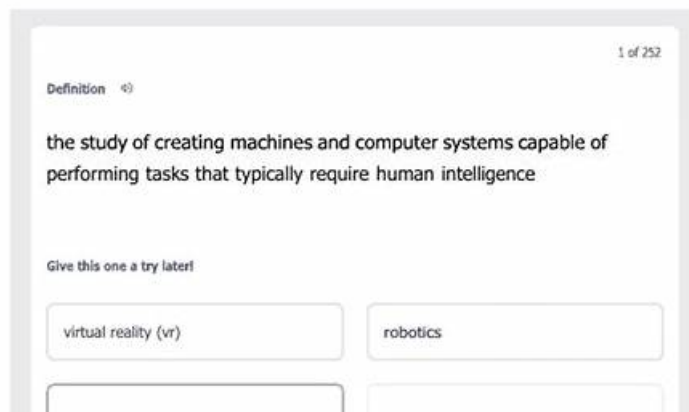 1 of 252
Definition
the study of creating machines and computer systems capable of
performing tasks that typically require human intelligence
Give this one a try later!
virtual reality (vr)
robotics